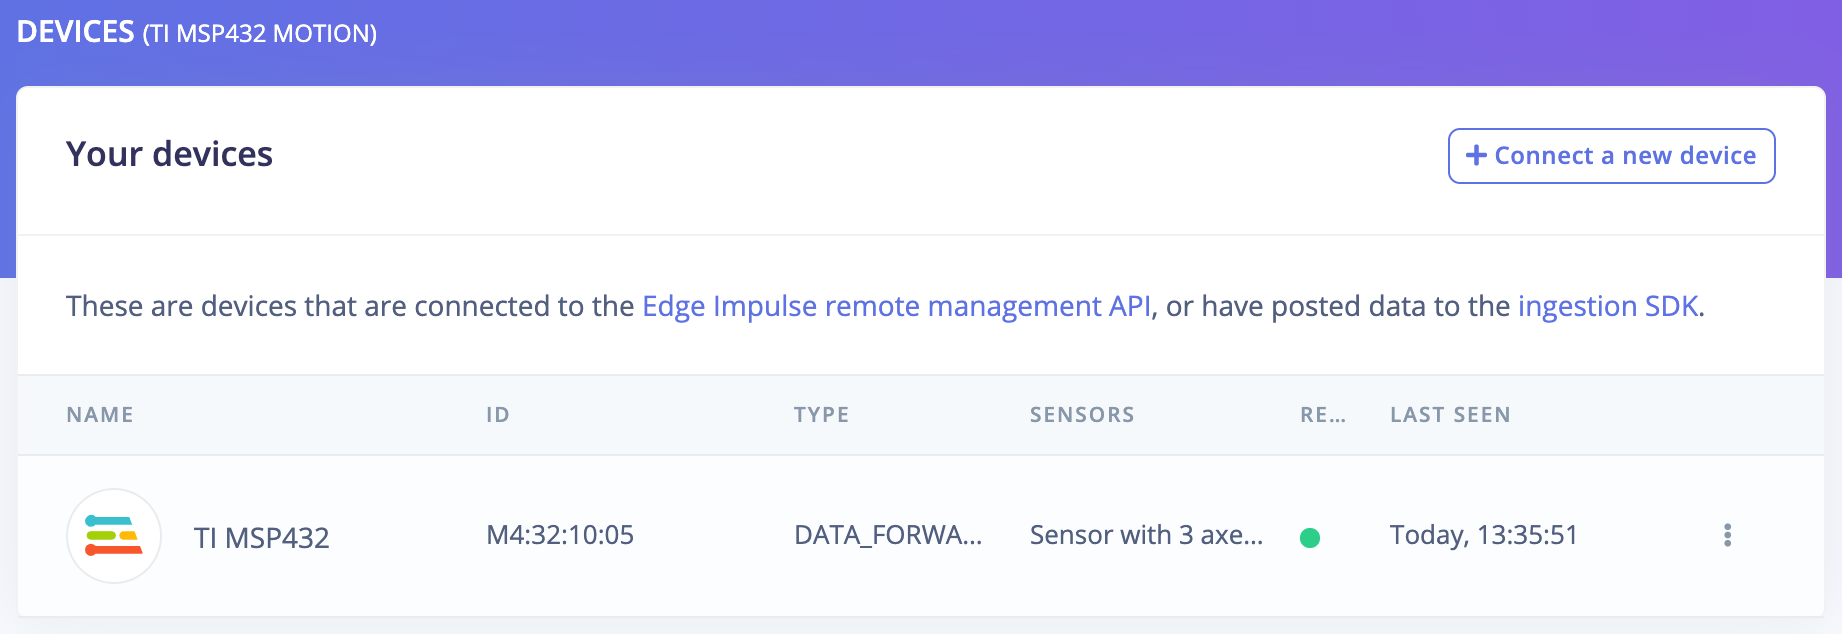 DEVICES (TI MSP432 MOTION)
Your devices
+ Connect a new device
These are devices that are connected to the Edge Impulse remote management API, or have posted data to the ingestion SDK.
NAME ID TYPE SENSORS RE... LAST SEEN
TI MSP432 M4:32:10:05 DATA_FORWA... Sensor with 3 axe... Today, 13:35:51